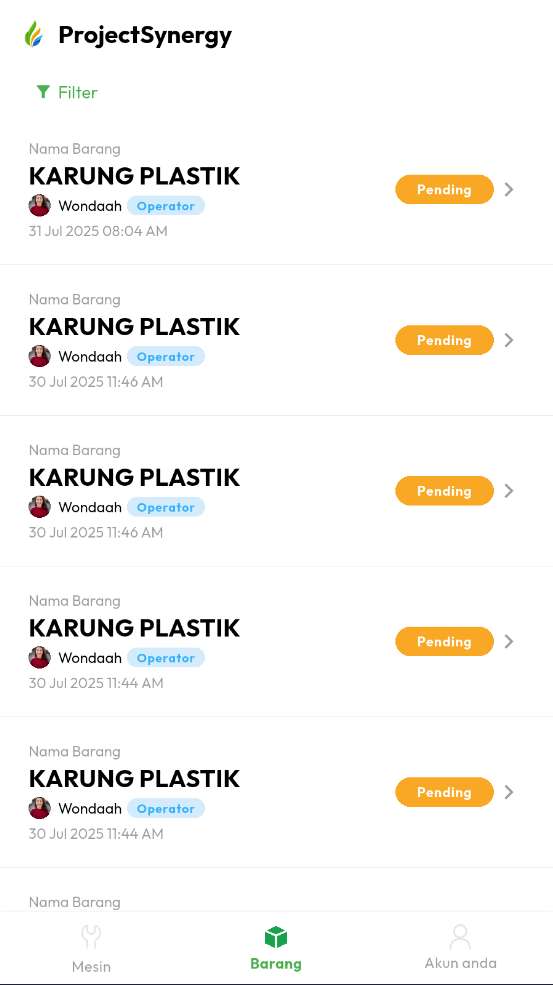 ProjectSynergy
Filter
Nama Barang
KARUNG PLASTIK
Wondaah Operator
31 Jul 2025 08:04 AM
Pending
Nama Barang
KARUNG PLASTIK
Wondaah Operator
30 Jul 2025 11:46 AM
Pending
Nama Barang
KARUNG PLASTIK
Wondaah Operator
30 Jul 2025 11:46 AM
Pending
Nama Barang
KARUNG PLASTIK
Wondaah Operator
30 Jul 2025 11:44 AM
Pending
Nama Barang
KARUNG PLASTIK
Wondaah Operator
30 Jul 2025 11:44 AM
Pending
Nama Barang
Mesin
Barang
Akun anda